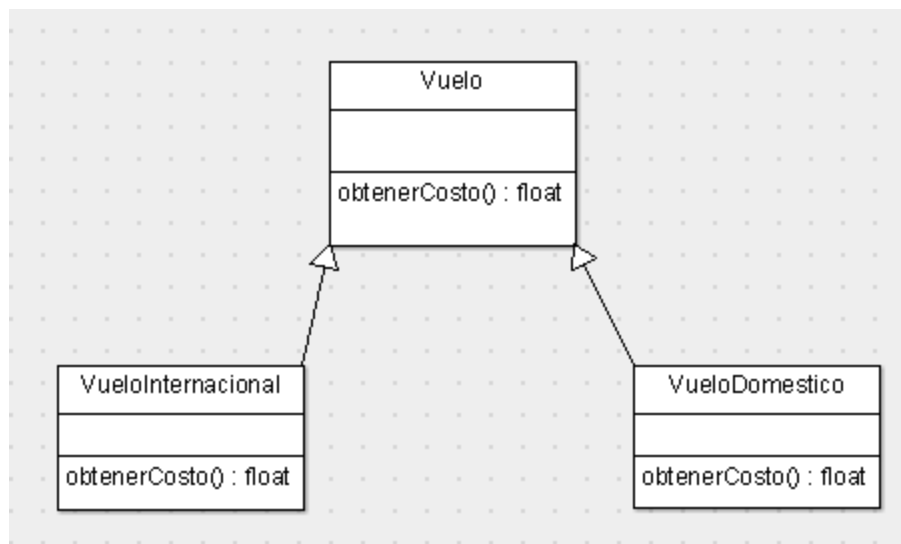 Vuelo
obtenerCosto() : float
VueloInternacional
obtenerCosto() : float
VueloDomestico
obtenerCosto() : float